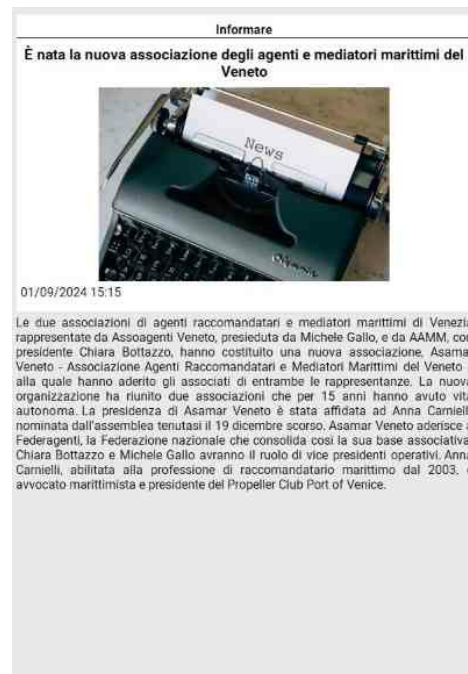 Informare
È nata la nuova associazione degli agenti e mediatori marittimi del
Veneto
News
Olympia
01/09/2024 15:15
Le due associazioni di agenti raccomandatari e mediatori marittimi di Venezia
rappresentate da Assoagenti Veneto, presieduta da Michele Gallo, e da AAMM, con
presidente Chiara Bottazzo, hanno costituito una nuova associazione, Asamar
Veneto - Associazione Agenti Raccomandatari e Mediatori Marittimi del Veneto
alla quale hanno aderito gli associati di entrambe le rappresentanze. La nuova
organizzazione ha riunito due associazioni che per 15 anni hanno avuto vita
autonoma. La presidenza di Asamar Veneto è stata affidata ad Anna Carnielli
nominata dall'assemblea tenutasi il 19 dicembre scorso. Asamar Veneto aderisce a
Federagenti, la Federazione nazionale che consolida così la sua base associativa.
Chiara Bottazzo e Michele Gallo avranno il ruolo di vice presidenti operativi. Anna
Carnielli, abilitata alla professione di raccomandatario marittimo dal 2003,
avvocato marittimista e presidente del Propeller Club Port of Venice.